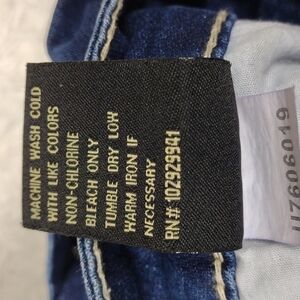 MACHINE WASH COLD
WITH LIKE COLORS
NON-CHLORINE
BLEACH ONLY
TUMBLE DRY LOW
WARM IRON IF
NECESSARY
RN#: 102929941